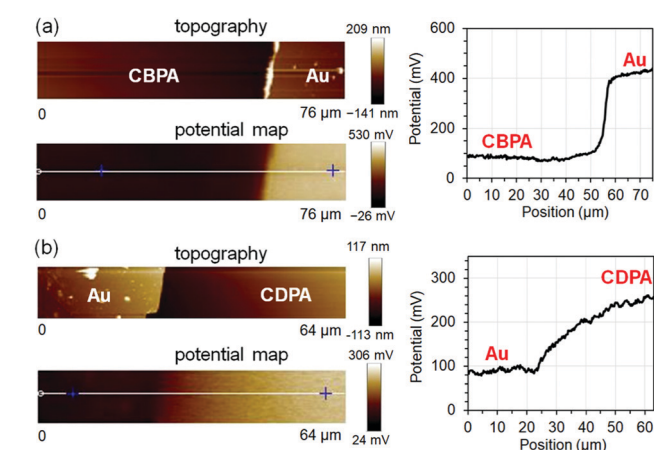 (a)
topography
209 nm
CBPA
Au
0
76 μm
−141 nm
potential map
530 mV
0
76 μm
−26 mV
600
400
200
0
Potential (mV)
CBPA
Au
0 10 20 30 40 50 60 70
Position (μm)
(b)
topography
117 nm
Au
CDPA
0
64 μm
-113 nm
potential map
306 mV
0
64 μm
24 mV
300
200
100
0
Potential (mV)
Au
CDPA
0 10 20 30 40 50 60
Position (μm)